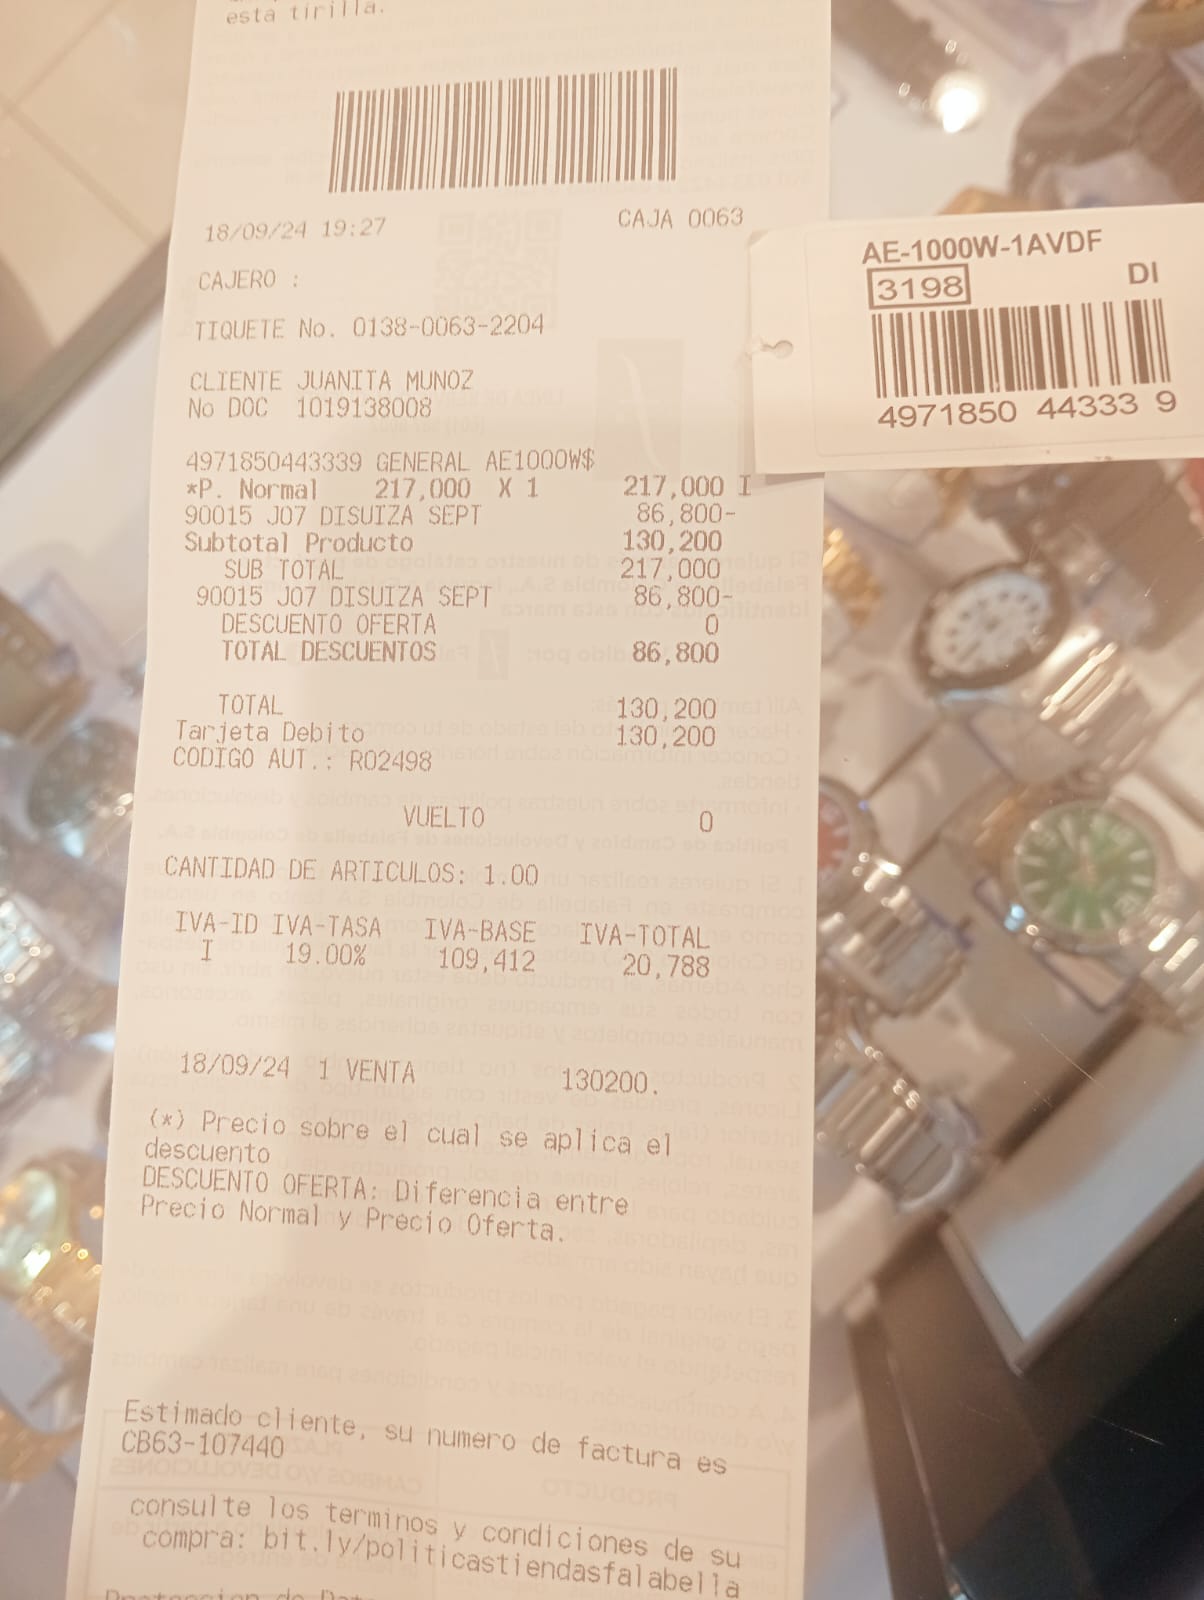 esta tirilla.
18/09/24 19:27 CAJA 0063
CAJERO :
TIQUETE No. 0138-0063-2204
CLIENTE JUANITA MUNOZ
No DOC 1019138008
4971850443339 GENERAL AE1000W$
*P. Normal 217,000 X 1 217,000 I
90015 J07 DISUIZA SEPT 86,800-
Subtotal Producto 130,200
SUB TOTAL 217,000
90015 J07 DISUIZA SEPT 86,800-
DESCUENTO OFERTA 0
TOTAL DESCUENTOS 86,800
TOTAL 130,200
Tarjeta Debito 130,200
CODIGO AUT.: R02498
VUELTO 0
CANTIDAD DE ARTICULOS: 1.00
IVA-ID IVA-TASA IVA-BASE IVA-TOTAL
I 19.00% 109,412 20,788
18/09/24 1 VENTA 130200.
(*) Precio sobre el cual se aplica el
descuento
DESCUENTO OFERTA: Diferencia entre
Precio Normal y Precio Oferta.
Estimado cliente, su numero de factura es
CB63-107440
consulte los terminos y condiciones de su
compra: bit.ly/politicastiendasfalabella
AE-1000W-1AVDF
3198 DI
4971850 44333 9